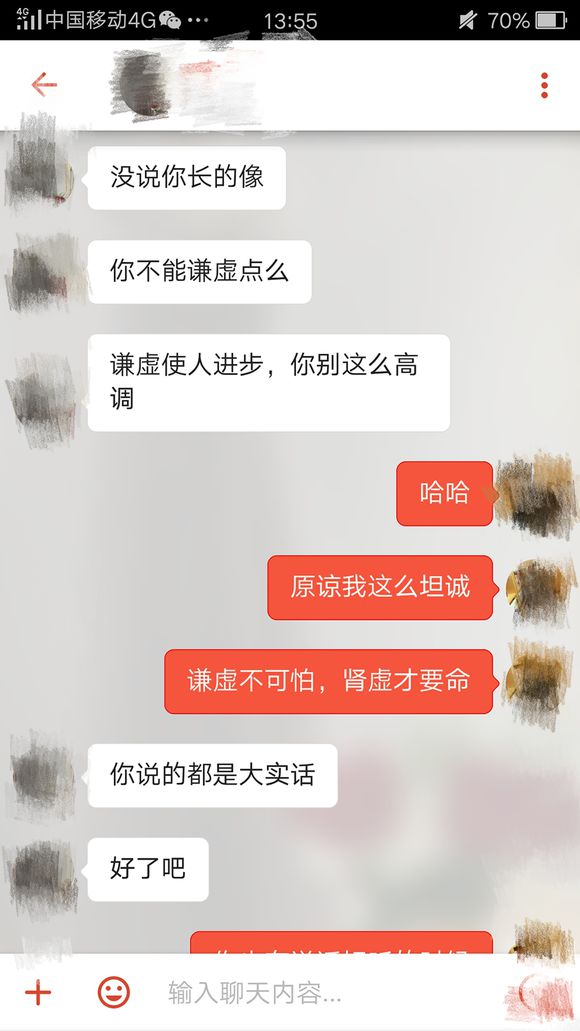 4G
中国移动4G
13:55
70%
没说你长的像
你不能谦虚点么
谦虚使人进步，你别这么高
调
哈哈
原谅我这么坦诚
谦虚不可怕，肾虚才要命
你说的都是大实话
好了吧
输入聊天内容...